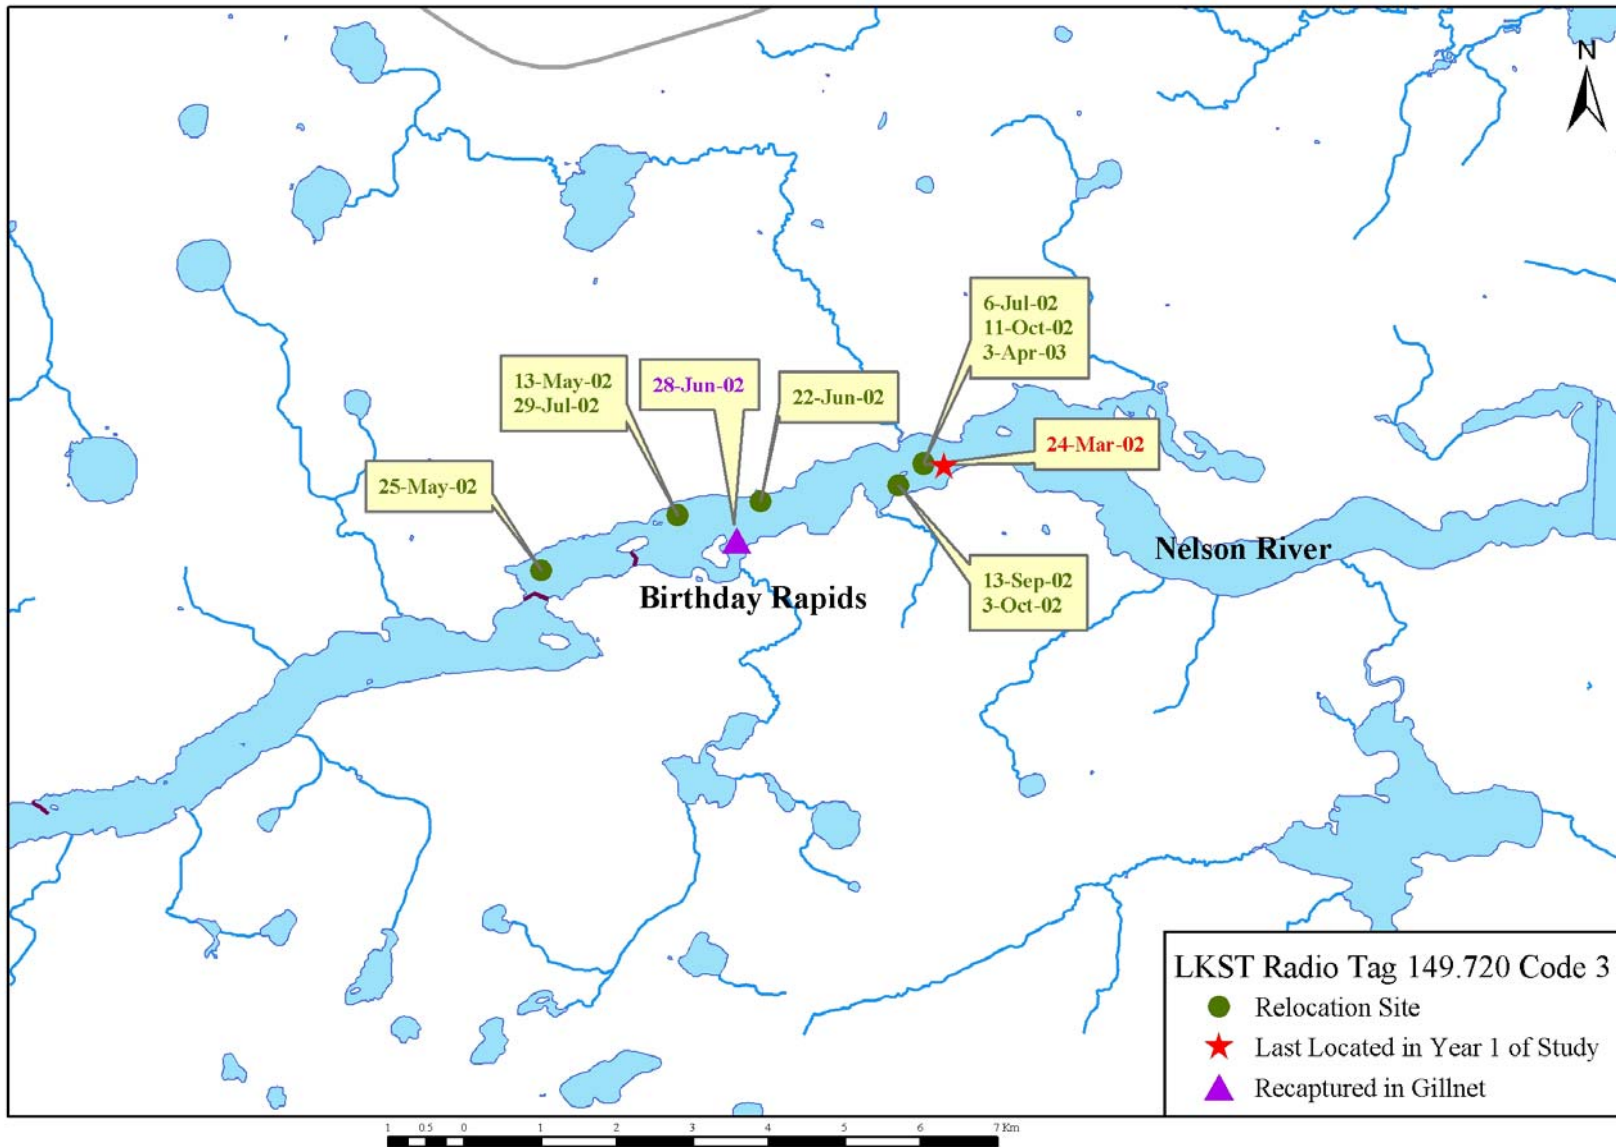 N
6-Jul-02
11-Oct-02
3-Apr-03
13-May-02
29-Jul-02
28-Jun-02
22-Jun-02
24-Mar-02
25-May-02
Nelson River
13-Sep-02
3-Oct-02
Birthday Rapids
LKST Radio Tag 149.720 Code 3
Relocation Site
Last Located in Year 1 of Study
Recaptured in Gillnet
1 0.5 0 1 2 3 4 5 6 7 Km